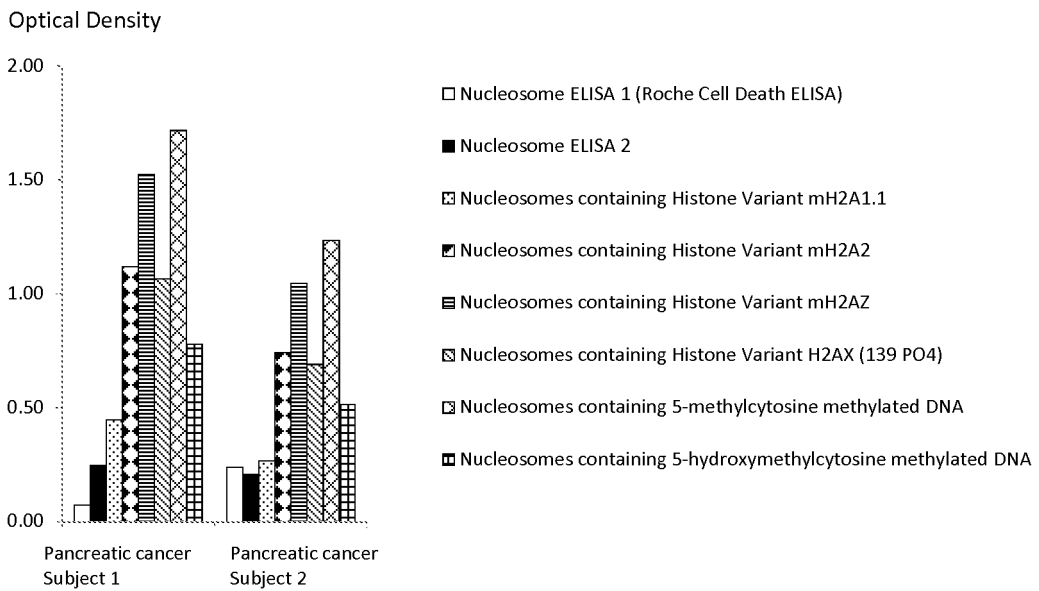 Optical Density
2.00
1.50
1.00
0.50
0.00
Pancreatic cancer
Subject 1
Pancreatic cancer
Subject 2
Nucleosome ELISA 1 (Roche Cell Death ELISA)
Nucleosome ELISA 2
Nucleosomes containing Histone Variant mH2A1.1
Nucleosomes containing Histone Variant mH2A2
Nucleosomes containing Histone Variant mH2AZ
Nucleosomes containing Histone Variant H2AX (139 PO4)
Nucleosomes containing 5-methylcytosine methylated DNA
Nucleosomes containing 5-hydroxymethylcytosine methylated DNA